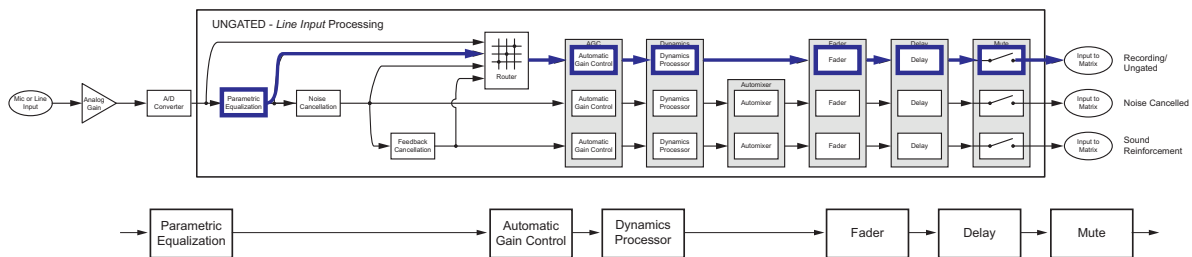 UNGATED - Line Input Processing
Router
AGC
Automatic
Gain Control
Dynamics
Dynamics
Processor
Fader
Fader
Delay
Delay
Mute
Input to
Matrix
Recording/
Ungated
Mic or Line
Input
Analog
Gain
A/D
Converter
Parametric
Equalization
Noise
Cancellation
Automatic
Gain Control
Dynamics
Processor
Automixer
Automixer
Fader
Delay
Input to
Matrix
Noise Cancelled
Feedback
Cancellation
Automatic
Gain Control
Dynamics
Processor
Automixer
Fader
Delay
Input to
Matrix
Sound
Reinforcement
Parametric
Equalization
Automatic
Gain Control
Dynamics
Processor
Fader
Delay
Mute